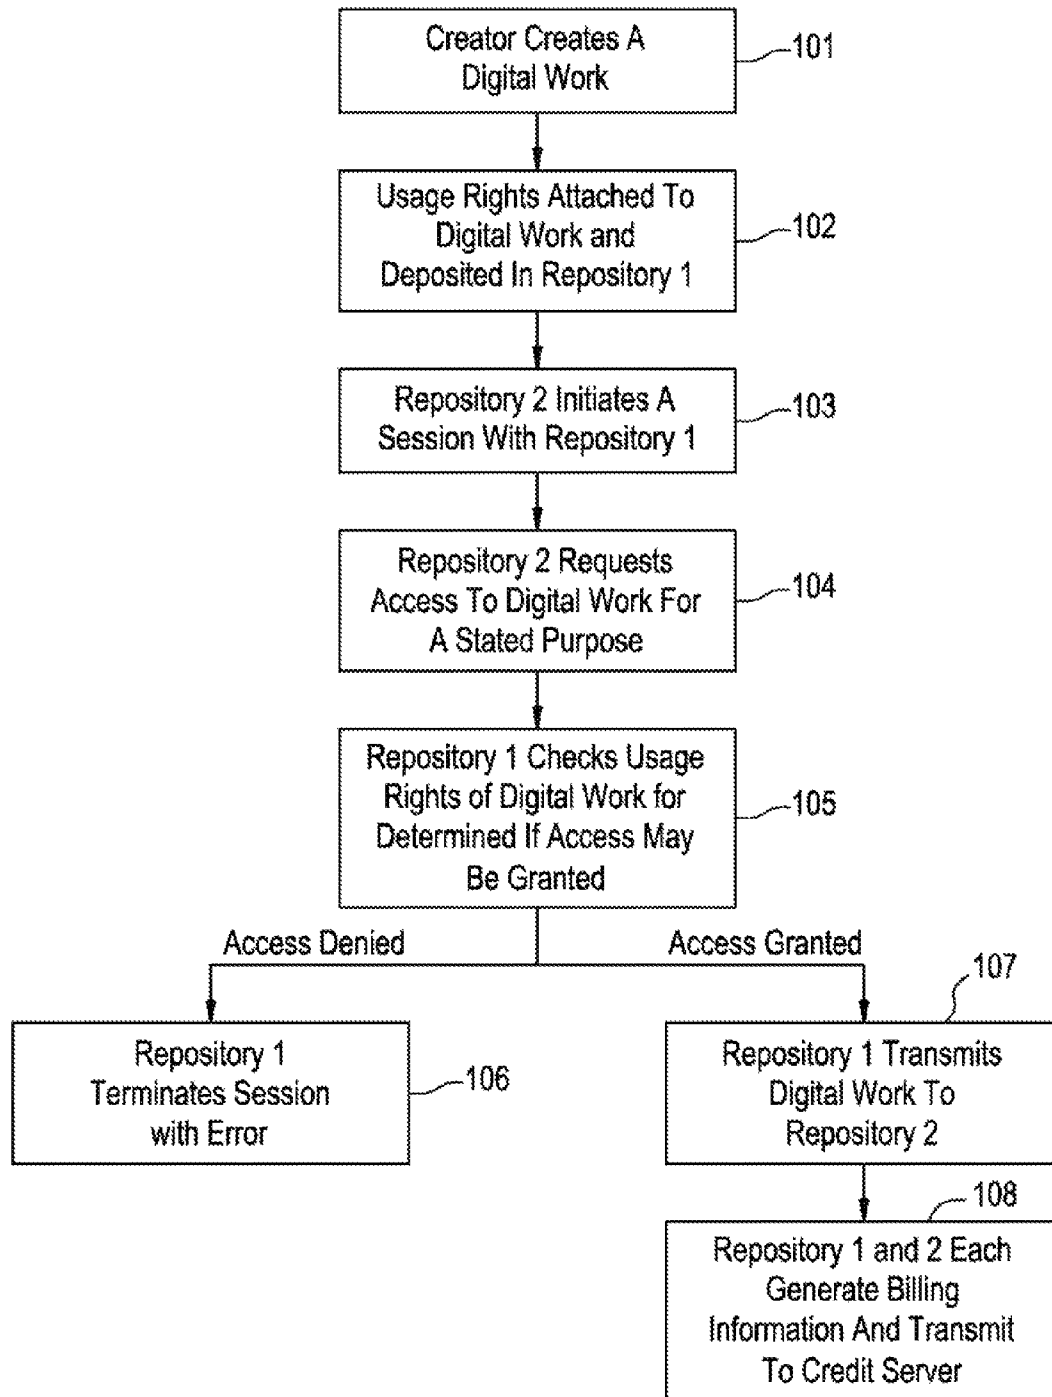 Creator Creates A
Digital Work
101
Usage Rights Attached To
Digital Work and
Deposited In Repository 1
102
Repository 2 Initiates A
Session With Repository 1
103
Repository 2 Requests
Access To Digital Work For
A Stated Purpose
104
Repository 1 Checks Usage
Rights of Digital Work for
Determined If Access May
Be Granted
105
Access Denied
Access Granted
Repository 1
Terminates Session
with Error
106
107
Repository 1 Transmits
Digital Work To
Repository 2
108
Repository 1 and 2 Each
Generate Billing
Information And Transmit
To Credit Server